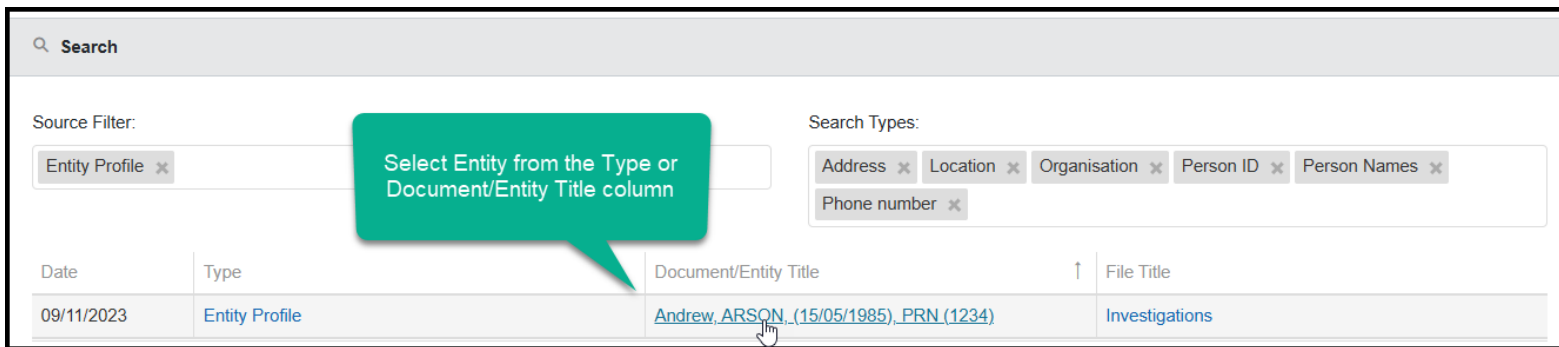 Search
Source Filter:
Entity Profile ×
Select Entity from the Type or
Document/Entity Title column
Search Types:
Address × Location × Organisation × Person ID × Person Names ×
Phone number ×
Date Type Document/Entity Title ↑ File Title
09/11/2023 Entity Profile Andrew, ARSON, (15/05/1985), PRN (1234) Investigations